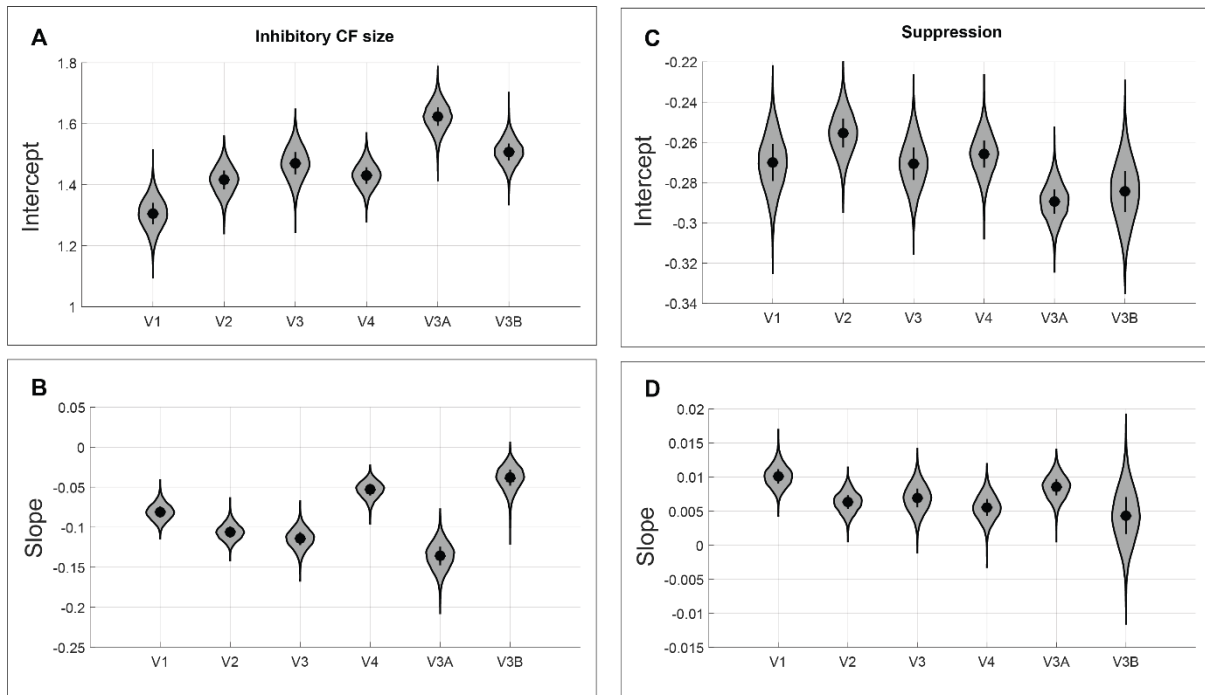 A
Inhibitory CF size
1.8
1.6
1.4
1.2
1
Intercept
V1 V2 V3 V4 V3A V3B
C
Suppression
-0.22
-0.24
-0.26
-0.28
-0.3
-0.32
-0.34
Intercept
V1 V2 V3 V4 V3A V3B
B
0.05
0
-0.05
-0.1
-0.15
-0.2
-0.25
Slope
V1 V2 V3 V4 V3A V3B
D
0.02
0.015
0.01
0.005
0
0.005
-0.01
-0.015
Slope
V1 V2 V3 V4 V3A V3B